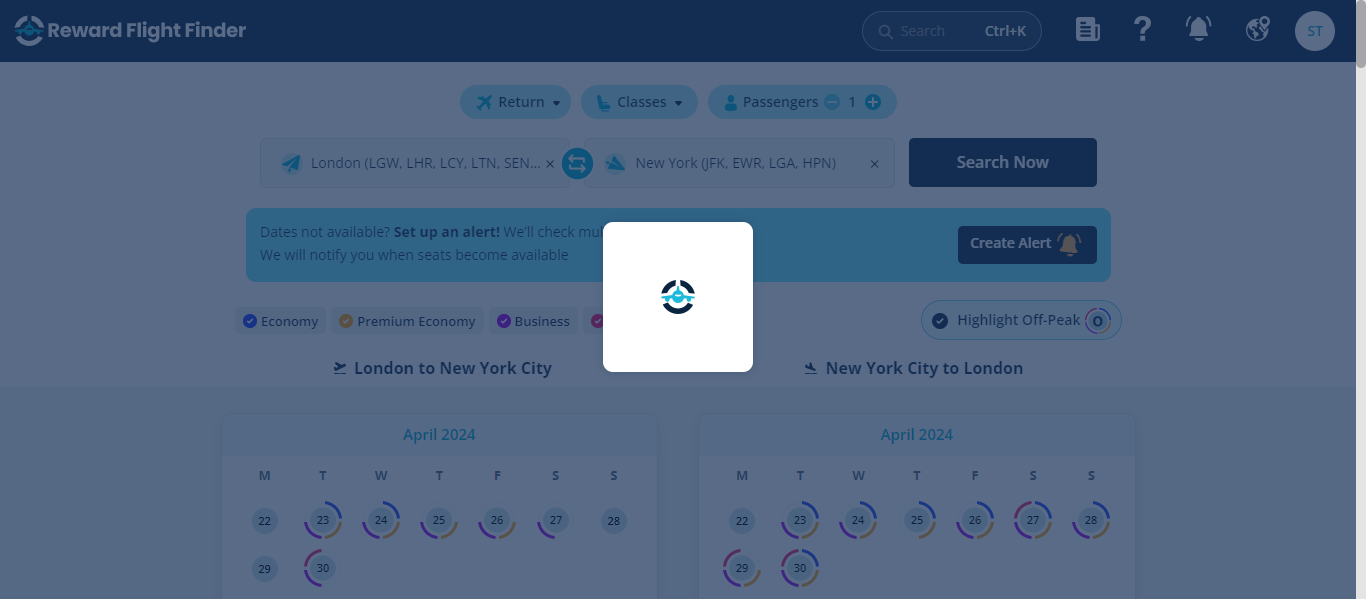 Reward Flight Finder
Search Ctrl+K
ST
Return
Classes
Passengers 1
London (LGW, LHR, LCY, LTN, SEN... ×
New York (JFK, EWR, LGA, HPN) ×
Search Now
Dates not available? Set up an alert! We'll check
We will notify you when seats become available
Create Alert
Economy
Premium Economy
Business
Highlight Off-Peak O
London to New York City
New York City to London
April 2024
M T W T F S S
22 23 24 25 26 27 28
29 30
April 2024
M T W T F S S
22 23 24 25 26 27 28
29 30